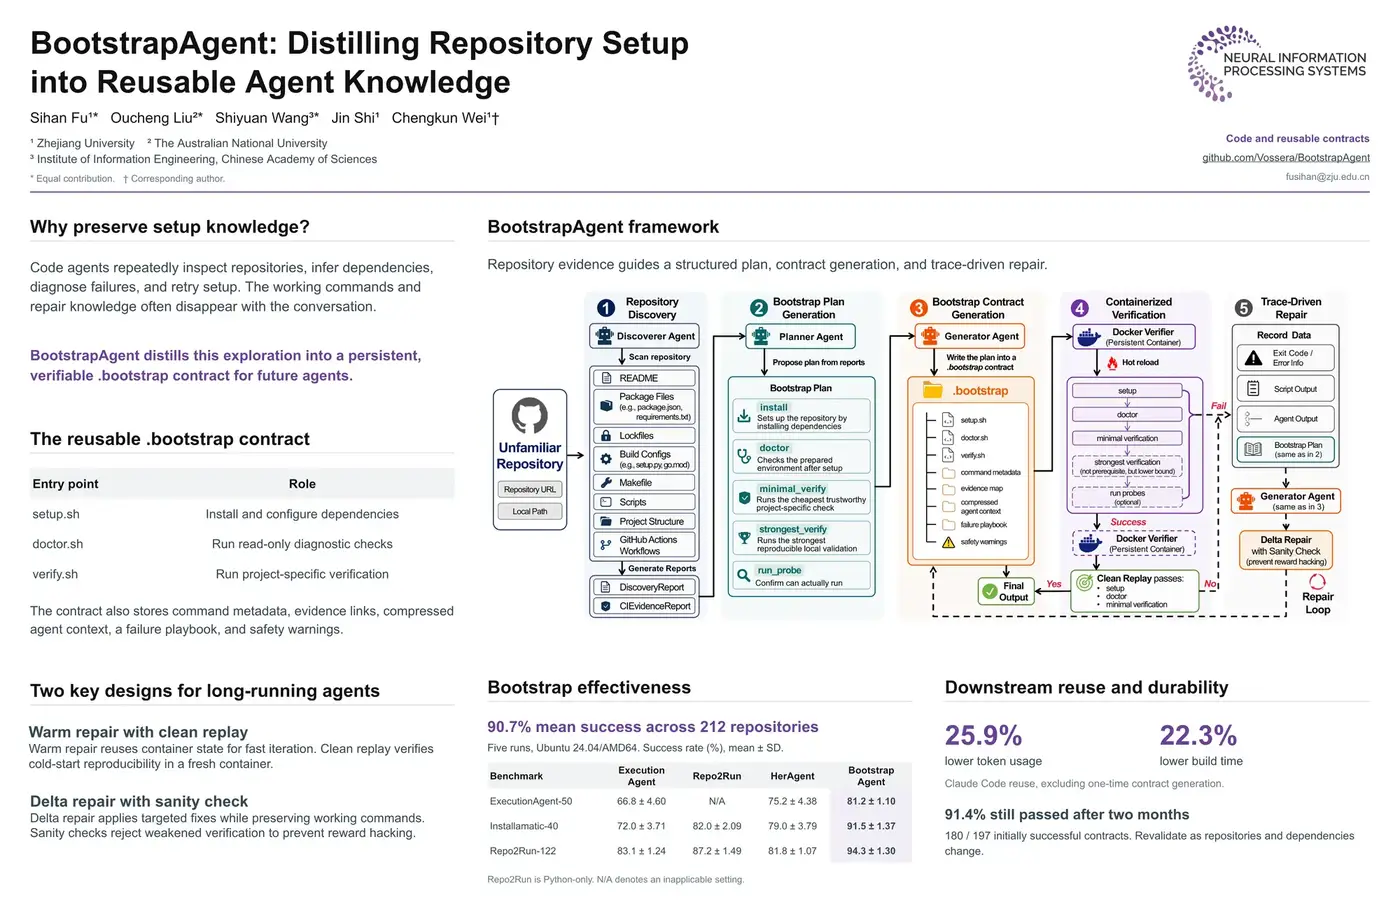 BootstrapAgent: Distilling Repository Setup
into Reusable Agent Knowledge
Sihan Fu¹* Oucheng Liu²* Shiyuan Wang³* Jin Shi¹ Chengkun Wei¹†
¹ Zhejiang University ² The Australian National University
³ Institute of Information Engineering, Chinese Academy of Sciences
* Equal contribution. † Corresponding author.
NEURAL INFORMATION
PROCESSING SYSTEMS
Code and reusable contracts
github.com/Vossera/BootstrapAgent
fusihan@zju.edu.cn
Why preserve setup knowledge?
Code agents repeatedly inspect repositories, infer dependencies,
diagnose failures, and retry setup. The working commands and
repair knowledge often disappear with the conversation.
BootstrapAgent distills this exploration into a persistent,
verifiable .bootstrap contract for future agents.
The reusable .bootstrap contract
Entry point Role
setup.sh Install and configure dependencies
doctor.sh Run read-only diagnostic checks
verify.sh Run project-specific verification
The contract also stores command metadata, evidence links, compressed
agent context, a failure playbook, and safety warnings.
Two key designs for long-running agents
Warm repair with clean replay
Warm repair reuses container state for fast iteration. Clean replay verifies
cold-start reproducibility in a fresh container.
Delta repair with sanity check
Delta repair applies targeted fixes while preserving working commands.
Sanity checks reject weakened verification to prevent reward hacking.
BootstrapAgent framework
Repository evidence guides a structured plan, contract generation, and trace-driven repair.
Unfamiliar
Repository
Repository URL
Local Path
1 Repository
Discovery
Discoverer Agent
Scan repository
README
Package Files
(e.g., package.json,
requirements.txt)
Lockfiles
Build Configs
(e.g., setup.py, go.mod)
Makefile
Scripts
Project Structure
GitHub Actions
Workflows
Generate Reports
DiscoveryReport
CIEvidenceReport
2 Bootstrap Plan
Generation
Planner Agent
Propose plan from reports
Bootstrap Plan
install
Sets up the repository by
installing dependencies
doctor
Checks the prepared
environment after setup
minimal_verify
Runs the cheapest trustworthy
project-specific check
strongest_verify
Runs the strongest
reproducible local validation
run_probe
Confirm can actually run
3 Bootstrap Contract
Generation
Generator Agent
Write the plan into a
.bootstrap contract
.bootstrap
setup.sh
doctor.sh
verify.sh
command metadata
evidence map
compressed
agent context
failure playbook
safety warnings
Final
Output
4 Containerized
Verification
Docker Verifier
(Persistent Container)
Hot reload
setup
doctor
minimal verification
strongest verification
(not prerequisite, but lower bound)
run probes
(optional)
Success
Docker Verifier
(Persistent Container)
Clean Replay passes:
• setup
• doctor
• minimal verification
Yes
No
Fail
5 Trace-Driven
Repair
Record Data
Exit Code /
Error Info
Script Output
Agent Output
Bootstrap Plan
(same as in 2)
Generator Agent
(same as in 3)
Delta Repair
with Sanity Check
(prevent reward hacking)
Repair
Loop
Bootstrap effectiveness
90.7% mean success across 212 repositories
Five runs, Ubuntu 24.04/AMD64. Success rate (%), mean ± SD.
Benchmark Execution Agent Repo2Run HerAgent Bootstrap Agent
ExecutionAgent-50 66.8 ± 4.60 N/A 75.2 ± 4.38 81.2 ± 1.10
Installamatic-40 72.0 ± 3.71 82.0 ± 2.09 79.0 ± 3.79 91.5 ± 1.37
Repo2Run-122 83.1 ± 1.24 87.2 ± 1.49 81.8 ± 1.07 94.3 ± 1.30
Repo2Run is Python-only. N/A denotes an inapplicable setting.
Downstream reuse and durability
25.9% 22.3%
lower token usage lower build time
Claude Code reuse, excluding one-time contract generation.
91.4% still passed after two months
180 / 197 initially successful contracts. Revalidate as repositories and dependencies
change.